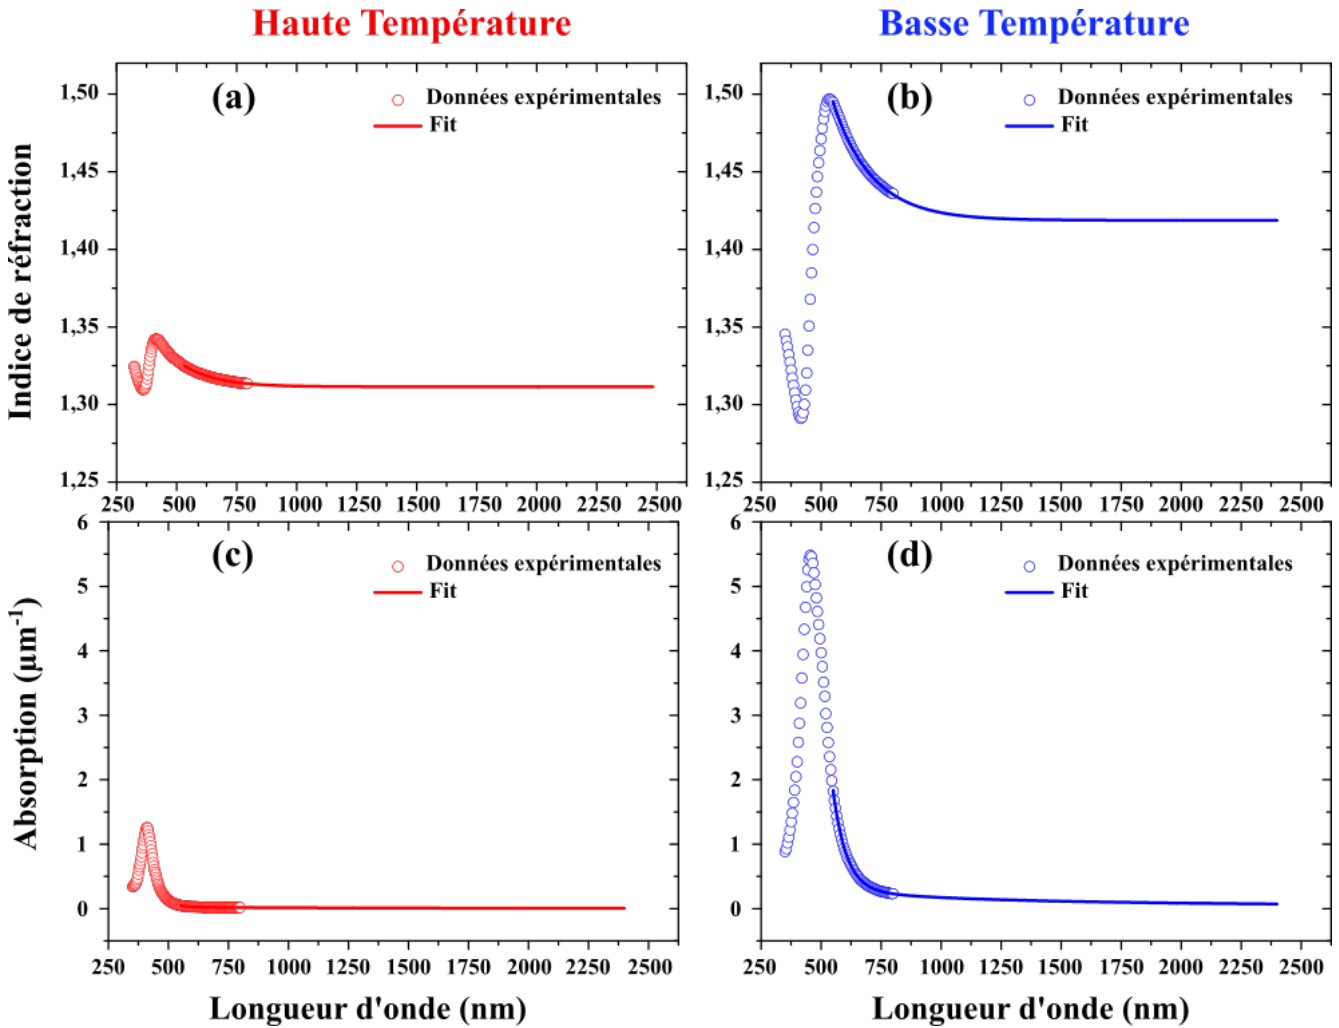 Haute Température
Basse Température
Indice de réfraction
1,50
1,45
1,40
1,35
1,30
1,25
(a)
Données expérimentales
Fit
250 500 750 1000 1250 1500 1750 2000 2250 2500
1,50
1,45
1,40
1,35
1,30
1,25
(b)
Données expérimentales
Fit
250 500 750 1000 1250 1500 1750 2000 2250 2500
Absorption (µm-1)
6
5
4
3
2
1
0
(c)
Données expérimentales
Fit
250 500 750 1000 1250 1500 1750 2000 2250 2500
Longueur d'onde (nm)
6
5
4
3
2
1
0
(d)
Données expérimentales
Fit
250 500 750 1000 1250 1500 1750 2000 2250 2500
Longueur d'onde (nm)